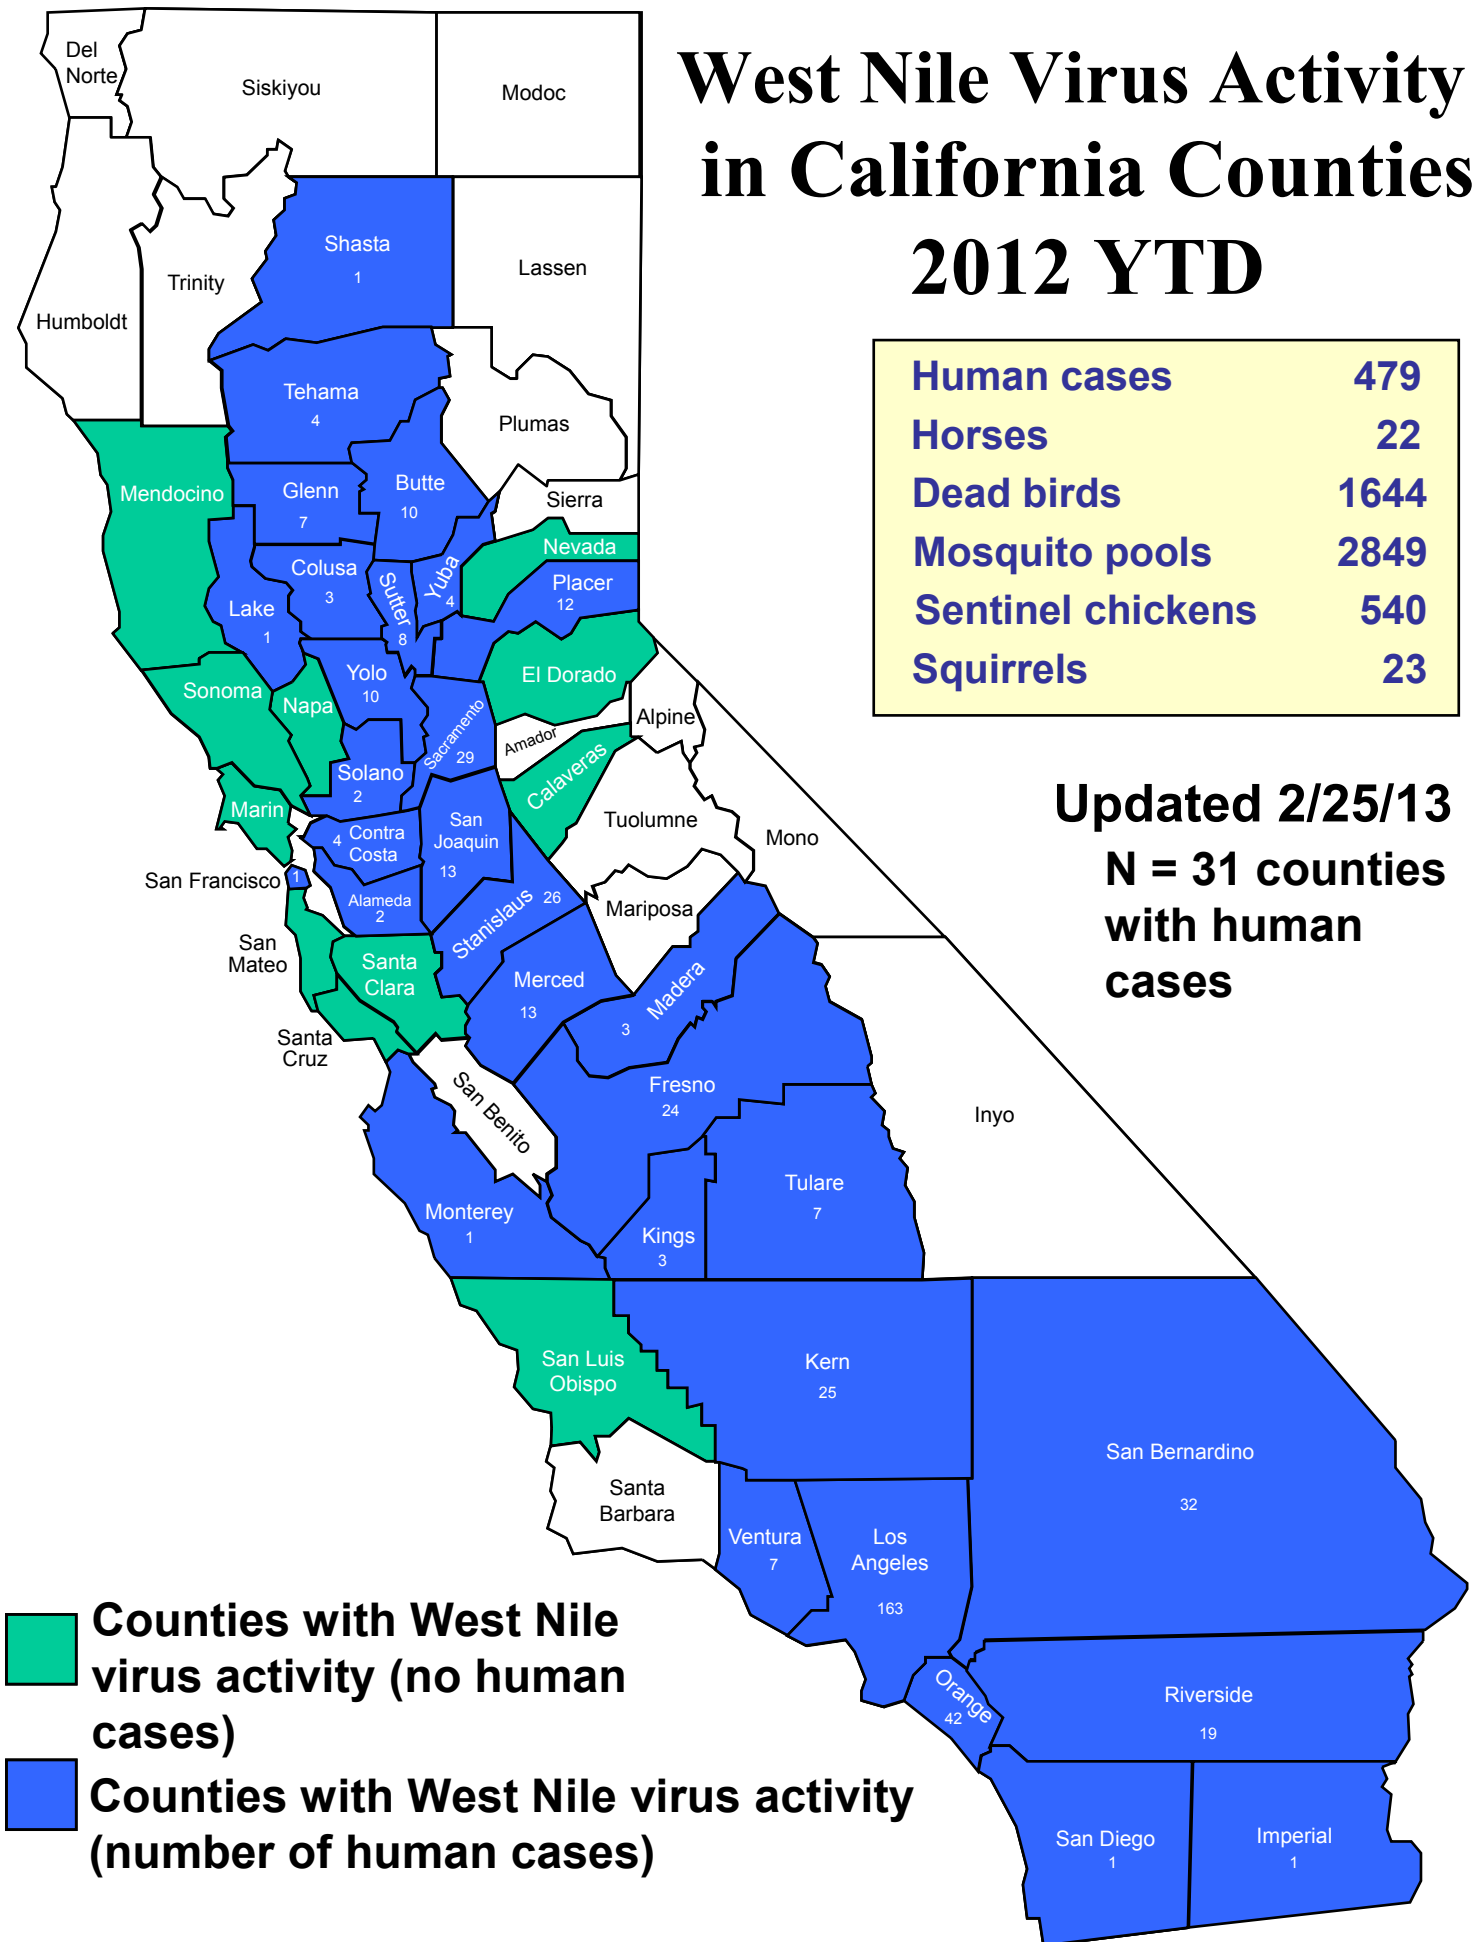 West Nile Virus Activity
in California Counties
2012 YTD
Human cases 479
Horses 22
Dead birds 1644
Mosquito pools 2849
Sentinel chickens 540
Squirrels 23
Updated 2/25/13
N = 31 counties
with human
cases
Del
Norte
Siskiyou
Modoc
Shasta
1
Lassen
Trinity
Humboldt
Tehama
4
Plumas
Mendocino
Glenn
7
Butte
10
Sierra
Nevada
Colusa
3
Sutter
8
Yuba
4
Placer
12
Lake
1
Yolo
10
El Dorado
Sonoma
Napa
Sacramento
29
Alpine
Amador
Solano
2
Calaveras
Marin
Tuolumne
Mono
4 Contra
Costa
San
Joaquin
13
San Francisco
1
Alameda
2
Stanislaus
26
Mariposa
San
Mateo
Santa
Clara
Merced
13
Madera
3
Santa
Cruz
San Benito
Fresno
24
Inyo
Monterey
1
Kings
3
Tulare
7
San Luis
Obispo
Kern
25
San Bernardino
32
Santa
Barbara
Ventura
7
Los
Angeles
163
Orange
42
Riverside
19
San Diego
1
Imperial
1
Counties with West Nile
virus activity (no human
cases)
Counties with West Nile virus activity
(number of human cases)